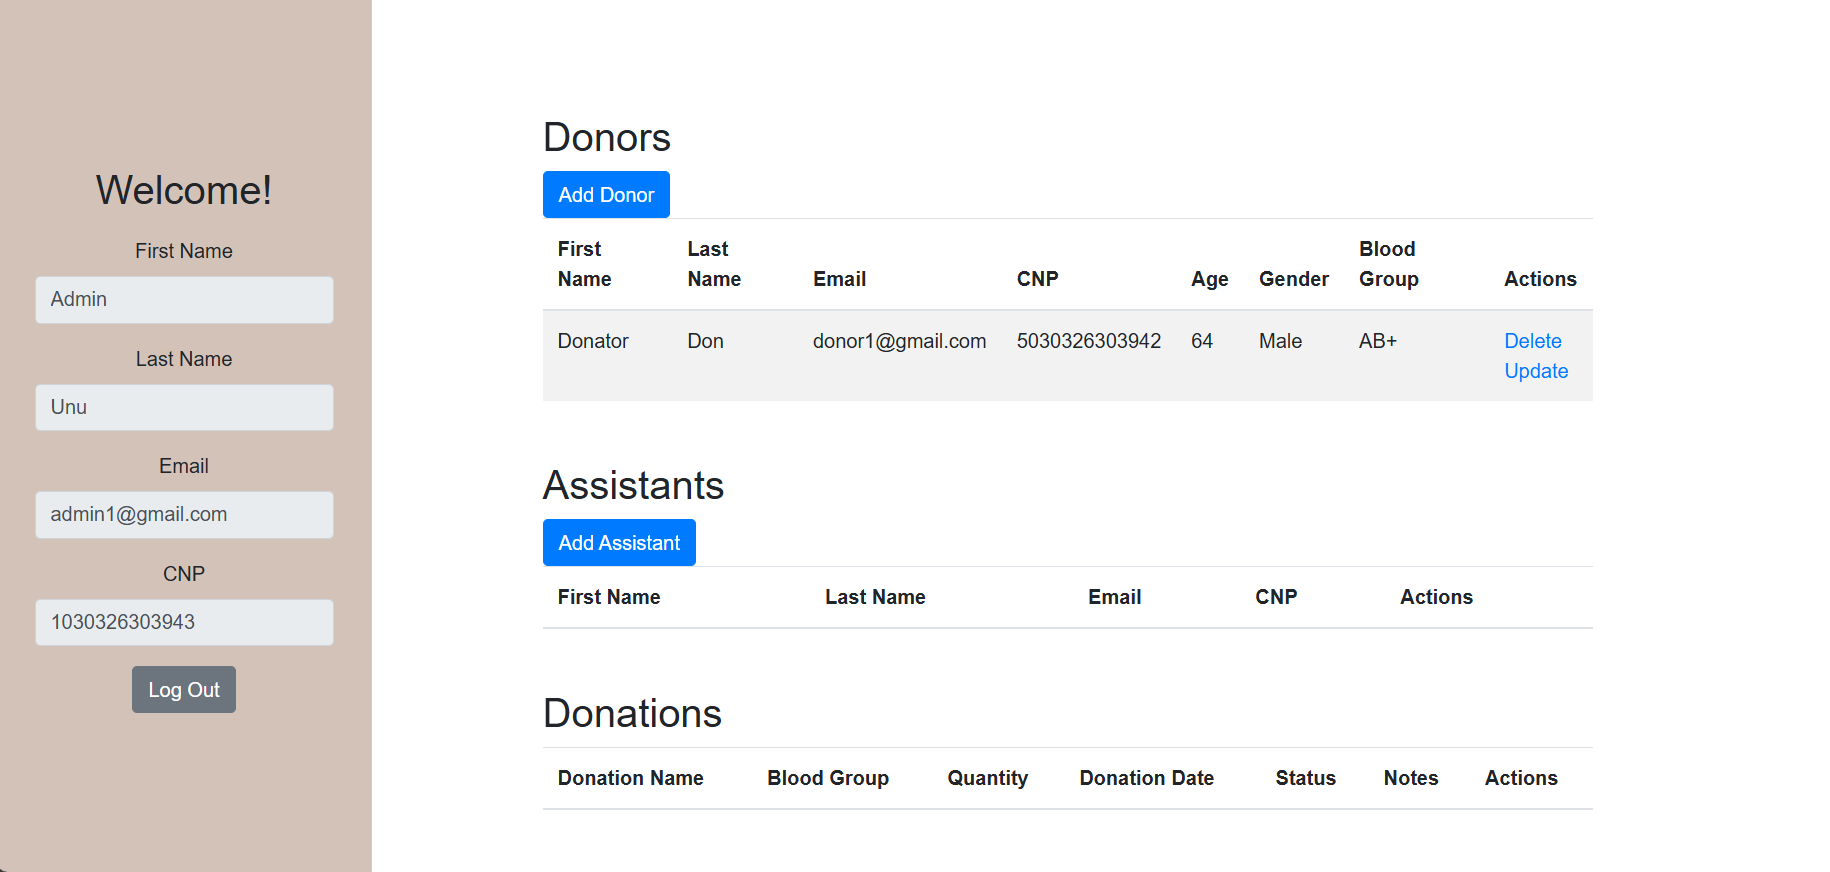 Welcome!
First Name
Admin
Last Name
Unu
Email
admin1@gmail.com
CNP
1030326303943
Log Out
Donors
Add Donor
First Name Last Name Email CNP Age Gender Blood Group Actions
Donator Don donor1@gmail.com 5030326303942 64 Male AB+ Delete
Update
Assistants
Add Assistant
First Name Last Name Email CNP Actions
Donations
Donation Name Blood Group Quantity Donation Date Status Notes Actions